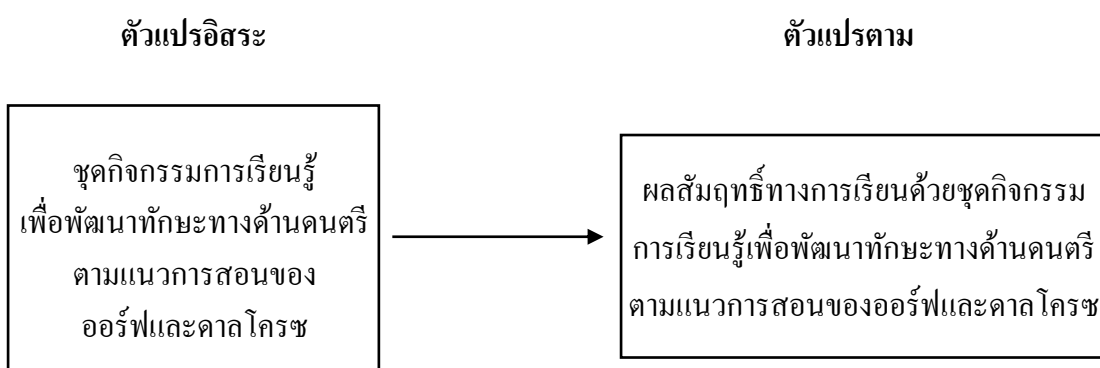 ตัวแปรอิสระ
ตัวแปรตาม
ชุดกิจกรรมการเรียนรู้
เพื่อพัฒนาทักษะทางด้านดนตรี
ตามแนวการสอนของ
ออร์ฟและดาลโครซ
ผลสัมฤทธิ์ทางการเรียนด้วยชุดกิจกรรม
การเรียนรู้เพื่อพัฒนาทักษะทางด้านดนตรี
ตามแนวการสอนของออร์ฟและดาลโครซ